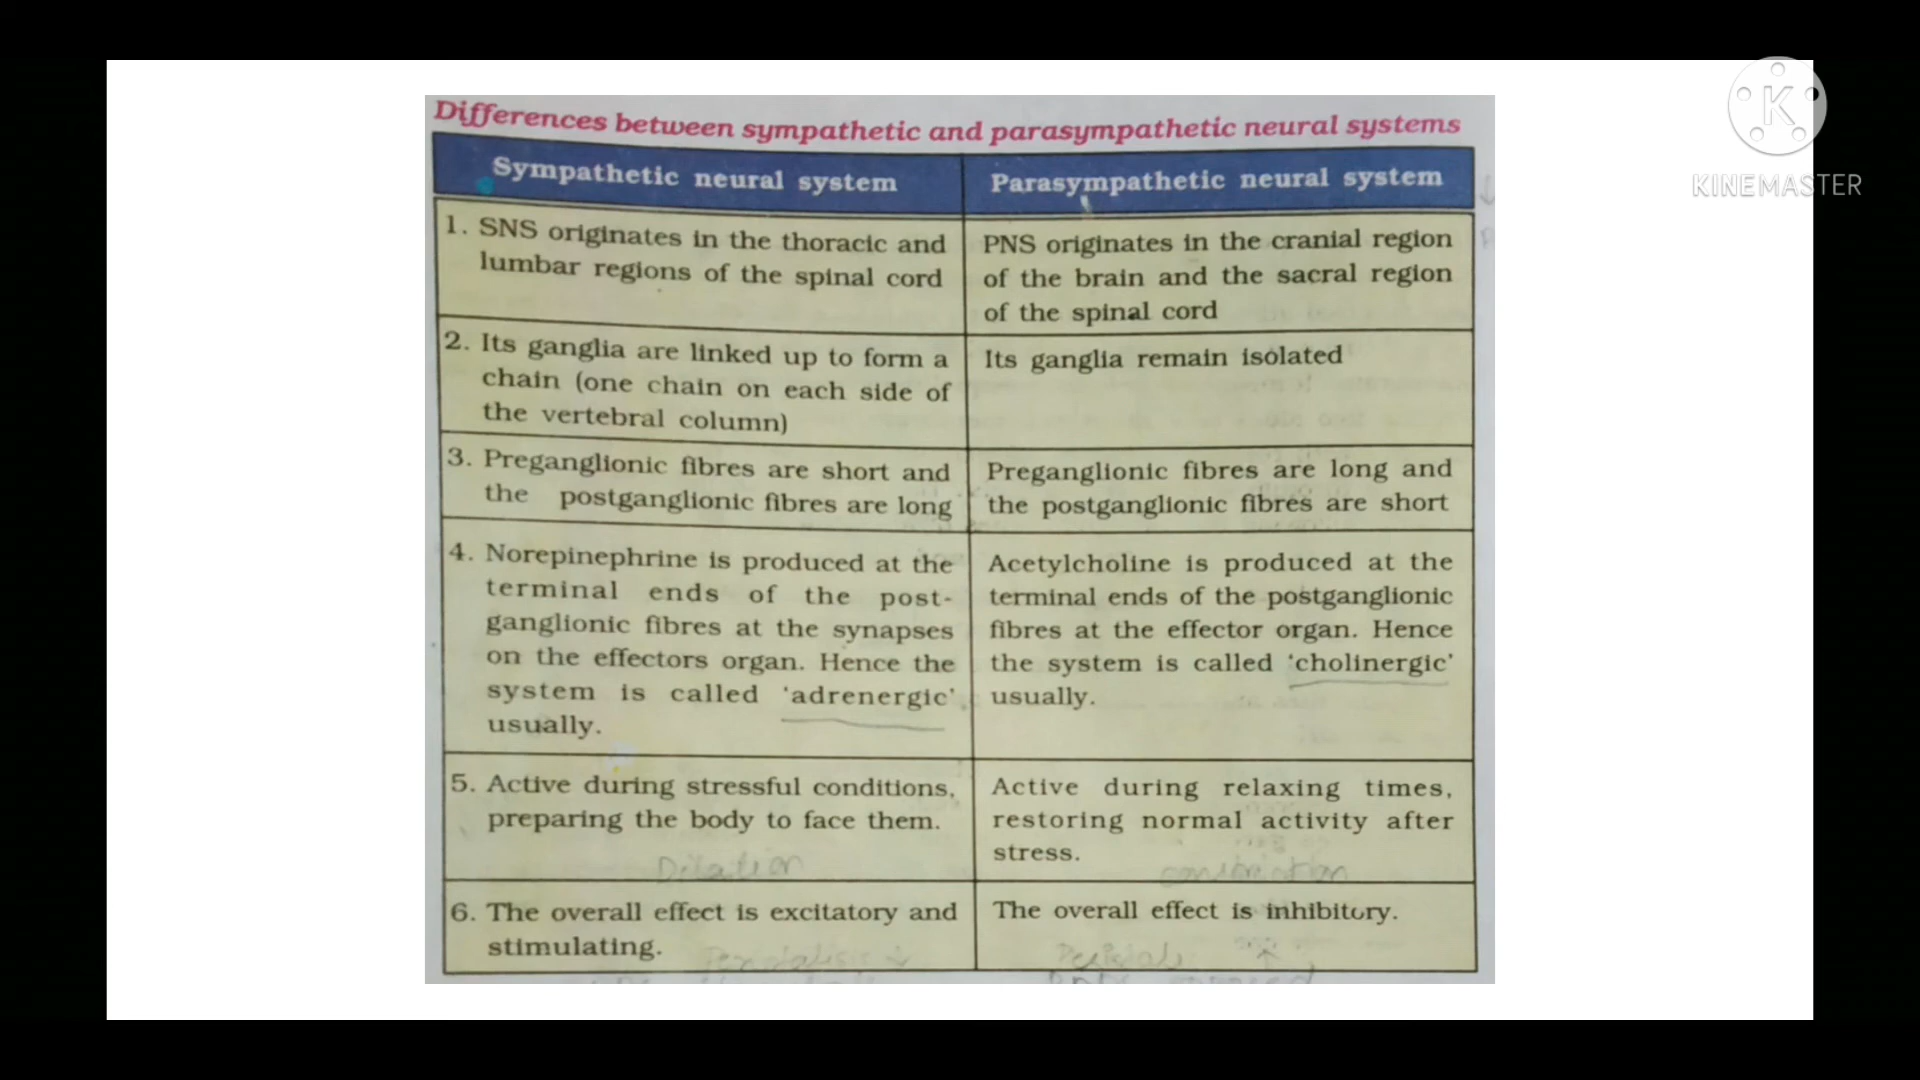 Differences between sympathetic and parasympathetic neural systems
Sympathetic neural system
Parasympathetic neural system
1. SNS originates in the thoracic and
lumbar regions of the spinal cord
PNS originates in the cranial region
of the brain and the sacral region
of the spinal cord
2. Its ganglia are linked up to form a
chain (one chain on each side of
the vertebral column)
Its ganglia remain isolated
3. Preganglionic fibres are short and
the postganglionic fibres are long
Preganglionic fibres are long and
the postganglionic fibres are short
4. Norepinephrine is produced at the
terminal ends of the post-
ganglionic fibres at the synapses
on the effectors organ. Hence the
system is called 'adrenergic'
usually.
Acetylcholine is produced at the
terminal ends of the postganglionic
fibres at the effector organ. Hence
the system is called 'cholinergic'
usually.
5. Active during stressful conditions,
preparing the body to face them.
Dilation
Active during relaxing times,
restoring normal activity after
stress.
6. The overall effect is excitatory and
stimulating.
Peristalsis ↓
The overall effect is inhibitory.
K
KINEMASTER